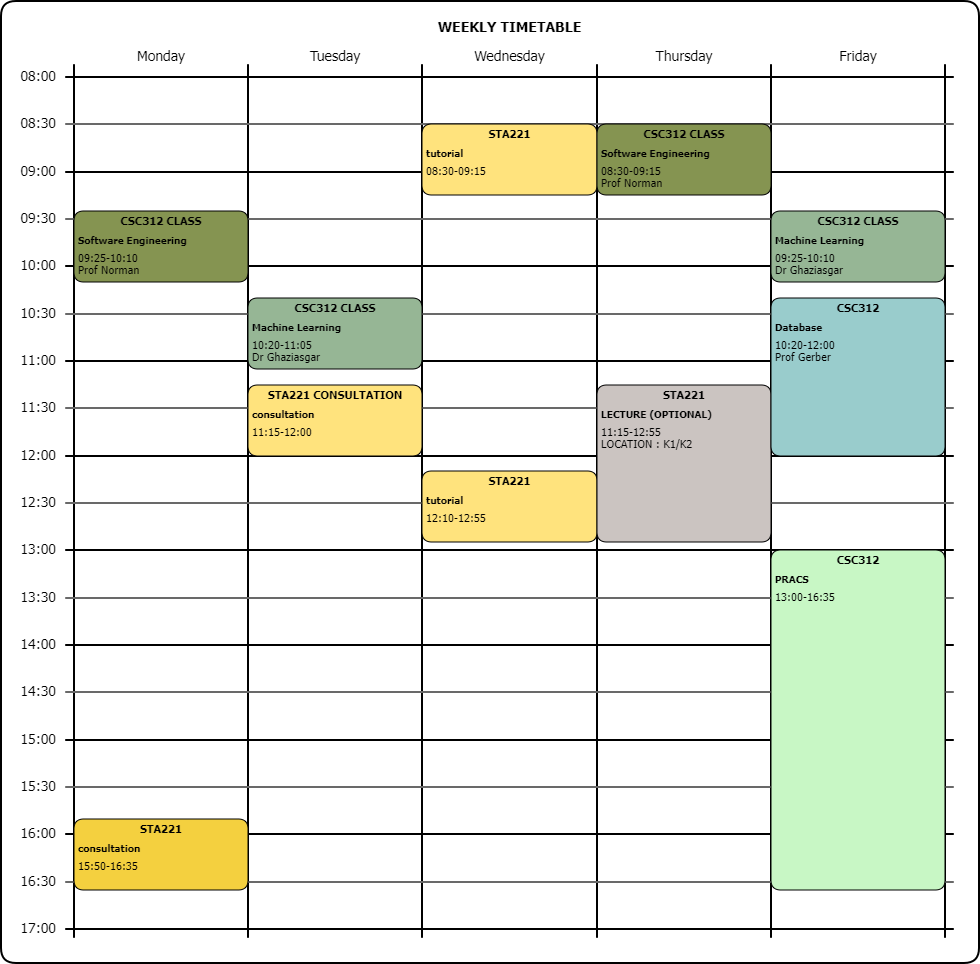 WEEKLY TIMETABLE
Monday Tuesday Wednesday Thursday Friday
08:00
08:30
STA221
tutorial
08:30-09:15
CSC312 CLASS
Software Engineering
08:30-09:15
Prof Norman
09:00
09:30
CSC312 CLASS
Software Engineering
09:25-10:10
Prof Norman
CSC312 CLASS
Machine Learning
09:25-10:10
Dr Ghaziasgar
10:00
10:30
CSC312 CLASS
Machine Learning
10:20-11:05
Dr Ghaziasgar
CSC312
Database
10:20-12:00
Prof Gerber
11:00
11:30
STA221 CONSULTATION
consultation
11:15-12:00
STA221
LECTURE (OPTIONAL)
11:15-12:55
LOCATION : K1/K2
12:00
12:30
STA221
tutorial
12:10-12:55
13:00
CSC312
PRACS
13:00-16:35
13:30
14:00
14:30
15:00
15:30
16:00
STA221
consultation
15:50-16:35
16:30
17:00